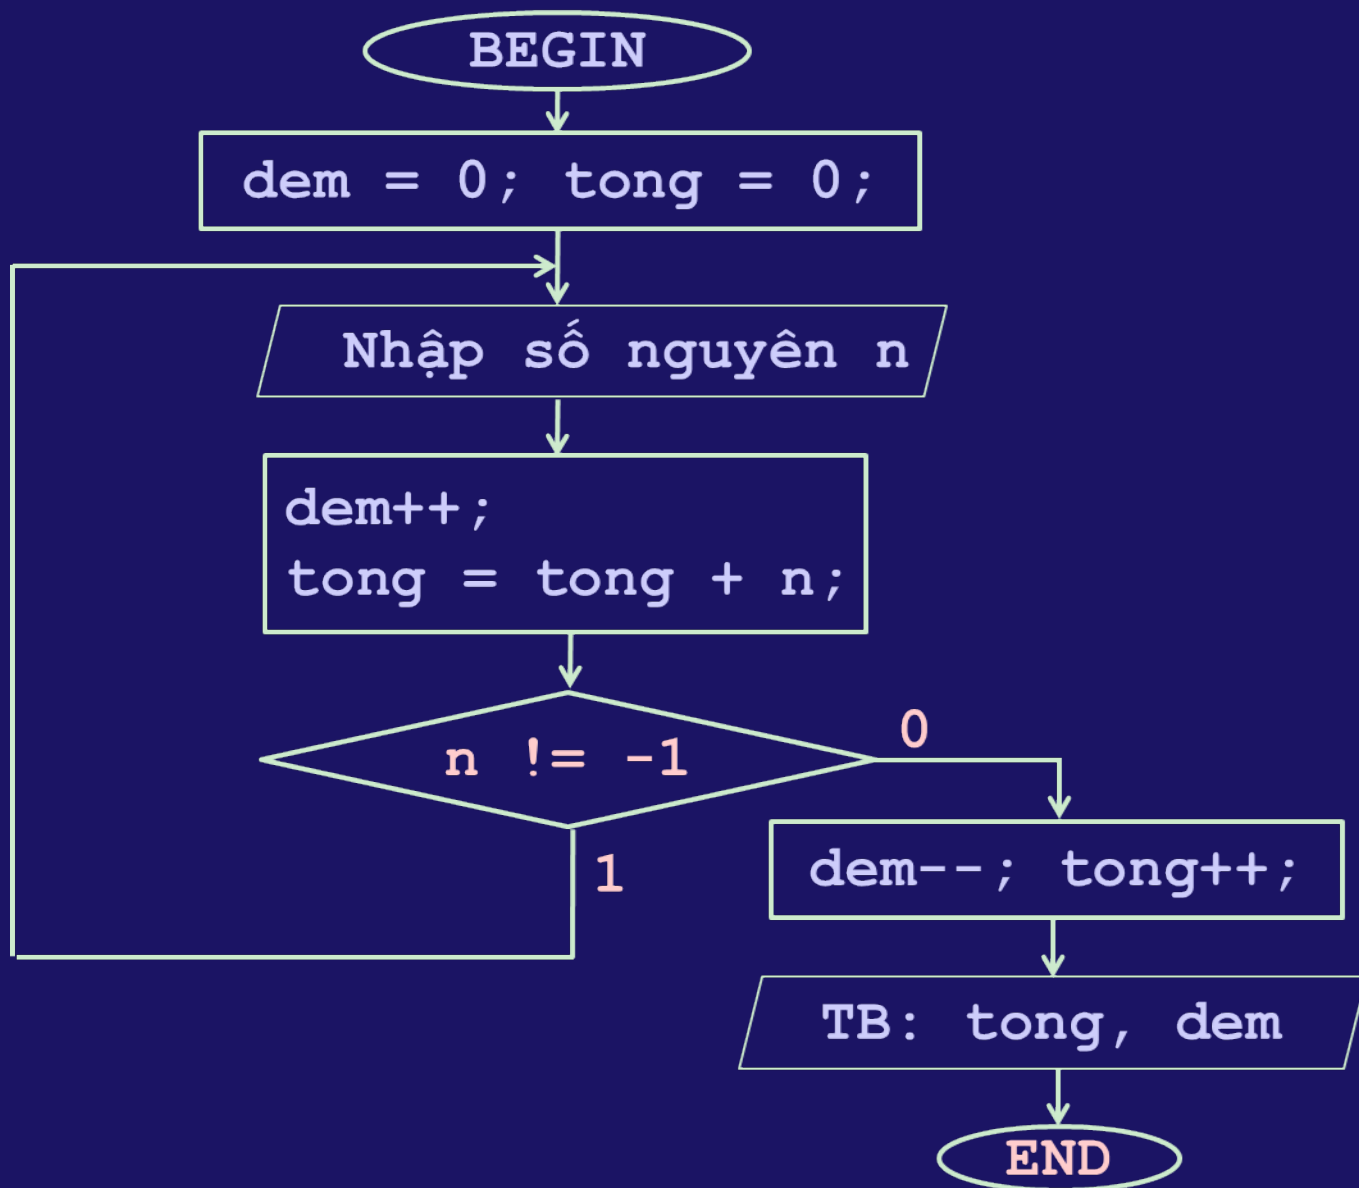 BEGIN
dem = 0; tong = 0;
Nhập số nguyên n
dem++;
tong = tong + n;
n != -1
0
1
dem--; tong++;
TB: tong, dem
END